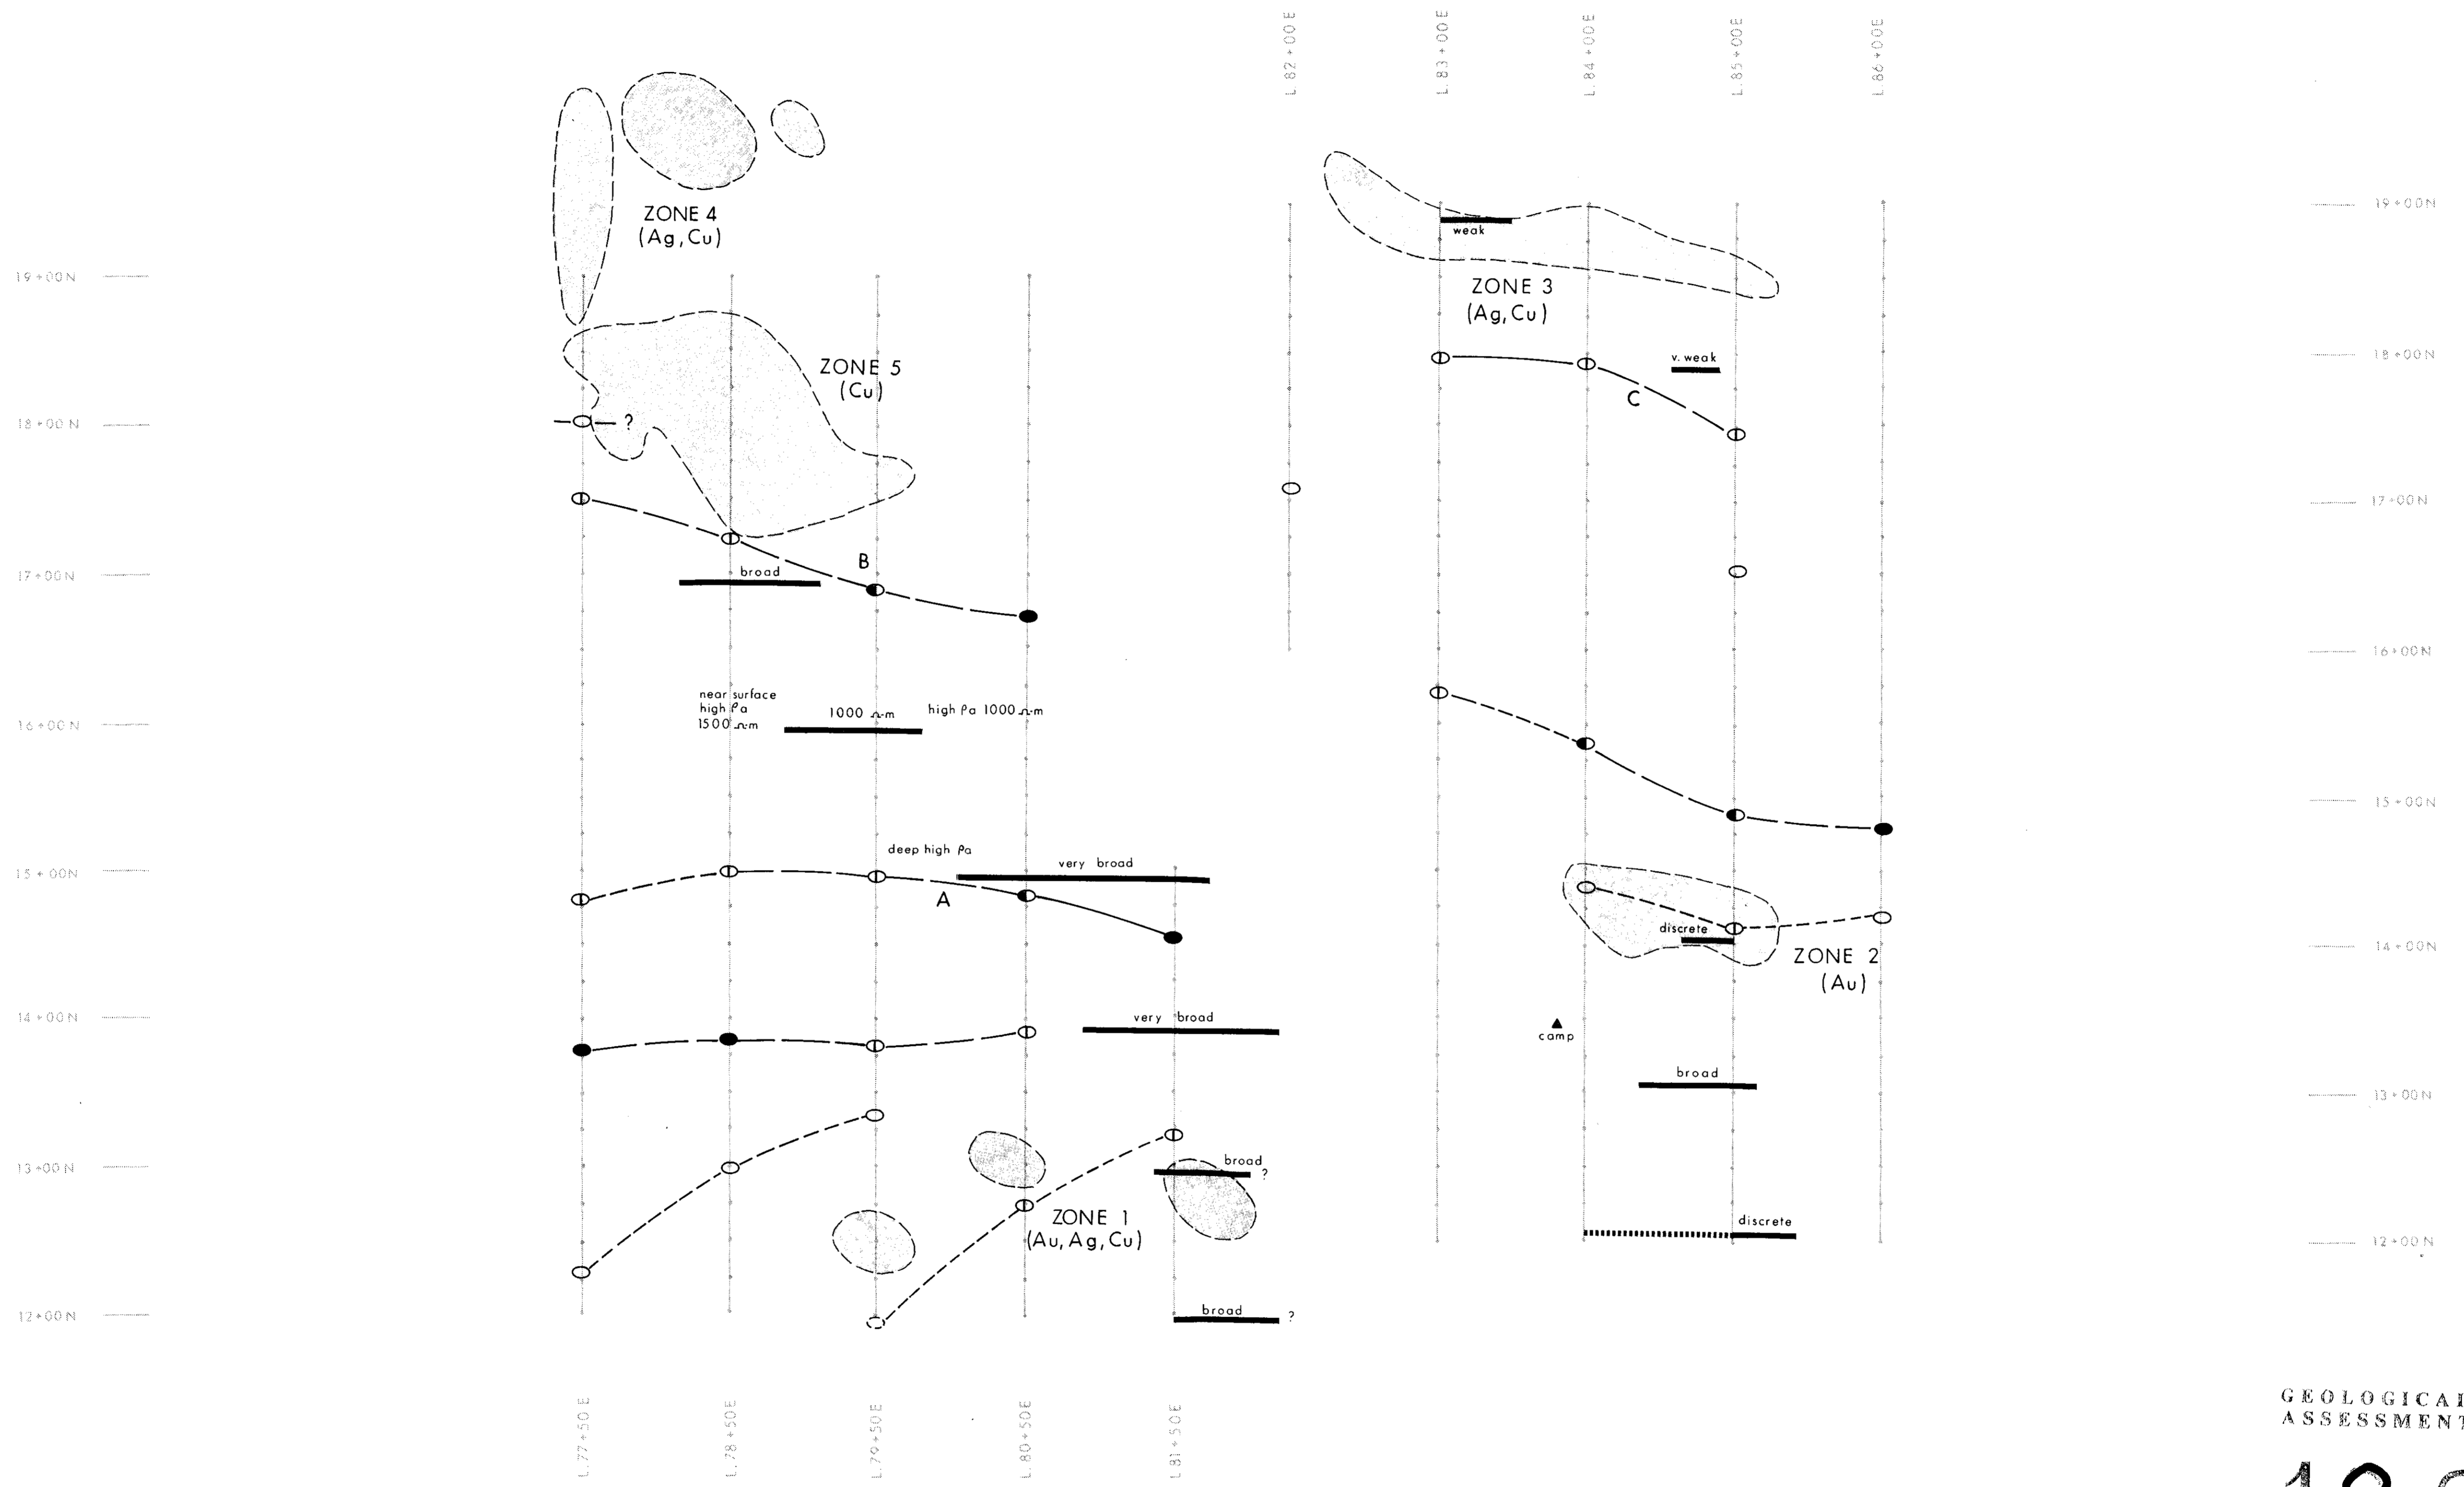 L.82+00E
L.83+00E
L.84+00E
L.85+00E
L.86+00E
ZONE 4
(Ag,Cu)
19+00N
19+00N
weak
ZONE 3
(Ag,Cu)
ZONE 5
(Cu)
v. weak
18+00N
C
18+00N
?
17+00N
B
broad
17+00N
16+00N
near surface
high ρa
1500 Ω-m
1000 Ω-m
high ρa 1000 Ω-m
16+00N
15+00N
deep high ρa
very broad
15+00N
A
discrete
14+00N
ZONE 2
(Au)
14+00N
very broad
camp
broad
13+00N
13+00N
broad
?
ZONE 1
(Au,Ag,Cu)
discrete
12+00N
12+00N
broad
?
L.77+50E
L.78+50E
L.79+50E
L.80+50E
L.81+50E
GEOLOGICA
ASSESSMEN